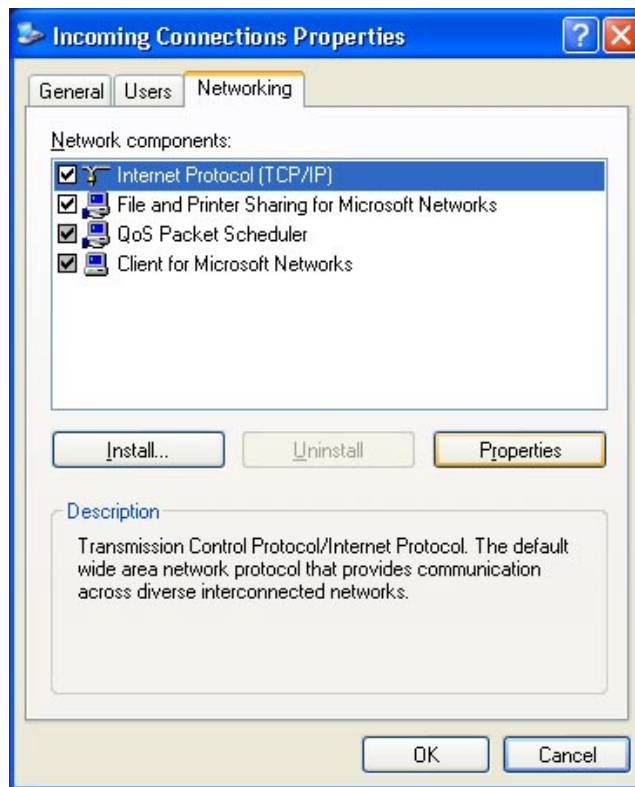 Incoming Connections Properties
General Users Networking
Network components:
Internet Protocol (TCP/IP)
File and Printer Sharing for Microsoft Networks
QoS Packet Scheduler
Client for Microsoft Networks
Install... Uninstall Properties
Description
Transmission Control Protocol/Internet Protocol. The default
wide area network protocol that provides communication
across diverse interconnected networks.
OK Cancel